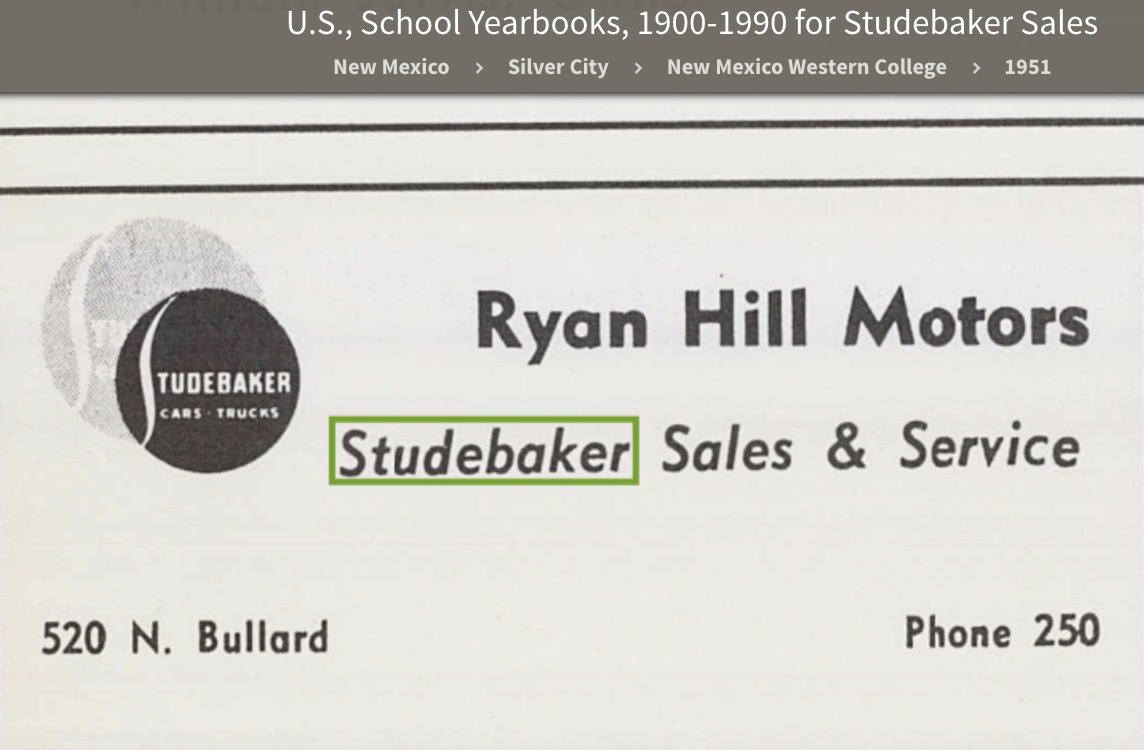 U.S., School Yearbooks, 1900-1990 for Studebaker Sales
New Mexico > Silver City > New Mexico Western College > 1951
Ryan Hill Motors
STUDEBAKER
CARS · TRUCKS
Studebaker Sales & Service
520 N. Bullard
Phone 250